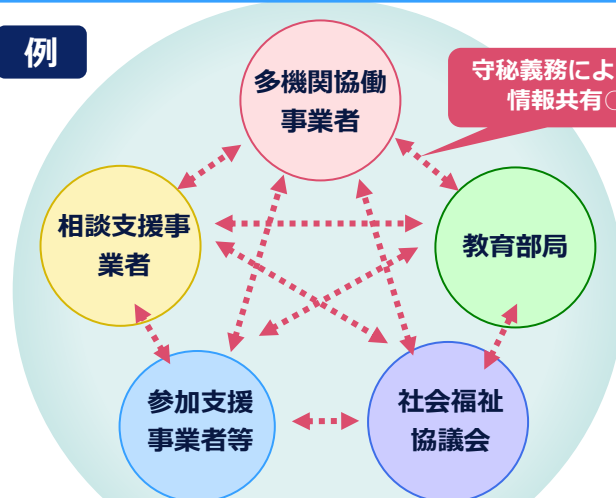 例
多機関協働
事業者
守秘義務によ
情報共有○
相談支援事
業者
教育部局
参加支援
事業者等
社会福祉
協議会